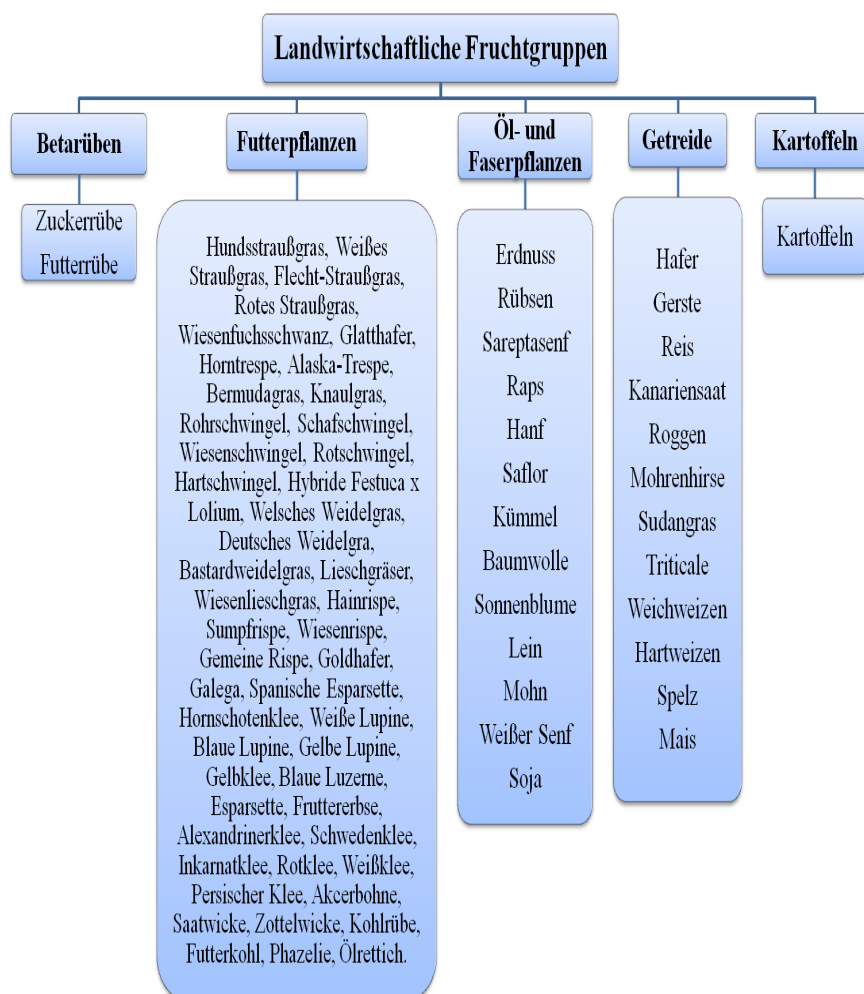 Landwirtschaftliche Fruchtgruppen
Betarüben
Zuckerrübe
Futterrübe
Futterpflanzen
Hundsstraußgras, Weißes
Straußgras, Flecht-Straußgras,
Rotes Straußgras,
Wiesenfuchsschwanz, Glatthafer,
Horntrespe, Alaska-Trespe,
Bermudagras, Knaulgras,
Rohrschwingel, Schafschwingel,
Wiesenschwingel, Rotschwingel,
Hartschwingel, Hybride Festuca x
Lolium, Welsches Weidelgras,
Deutsches Weidelgra,
Bastardweidelgras, Lieschgräser,
Wiesenlieschgras, Hainrispe,
Sumpfrispe, Wiesenrispe,
Gemeine Rispe, Goldhafer,
Galega, Spanische Esparsette,
Hornschotenklee, Weiße Lupine,
Blaue Lupine, Gelbe Lupine,
Gelbklee, Blaue Luzerne,
Esparsette, Fruttererbse,
Alexandrinerklee, Schwedenklee,
Inkarnatklee, Rotklee, Weißklee,
Persischer Klee, Akcerbohne,
Saatwicke, Zottelwicke, Kohlrübe,
Futterkohl, Phazelie, Ölrettich.
Öl- und
Faserpflanzen
Erdnuss
Rübsen
Sareptasenf
Raps
Hanf
Saflor
Kümmel
Baumwolle
Sonnenblume
Lein
Mohn
Weißer Senf
Soja
Getreide
Hafer
Gerste
Reis
Kanariensaat
Roggen
Mohrenhirse
Sudangras
Triticale
Weichweizen
Hartweizen
Spelz
Mais
Kartoffeln
Kartoffeln